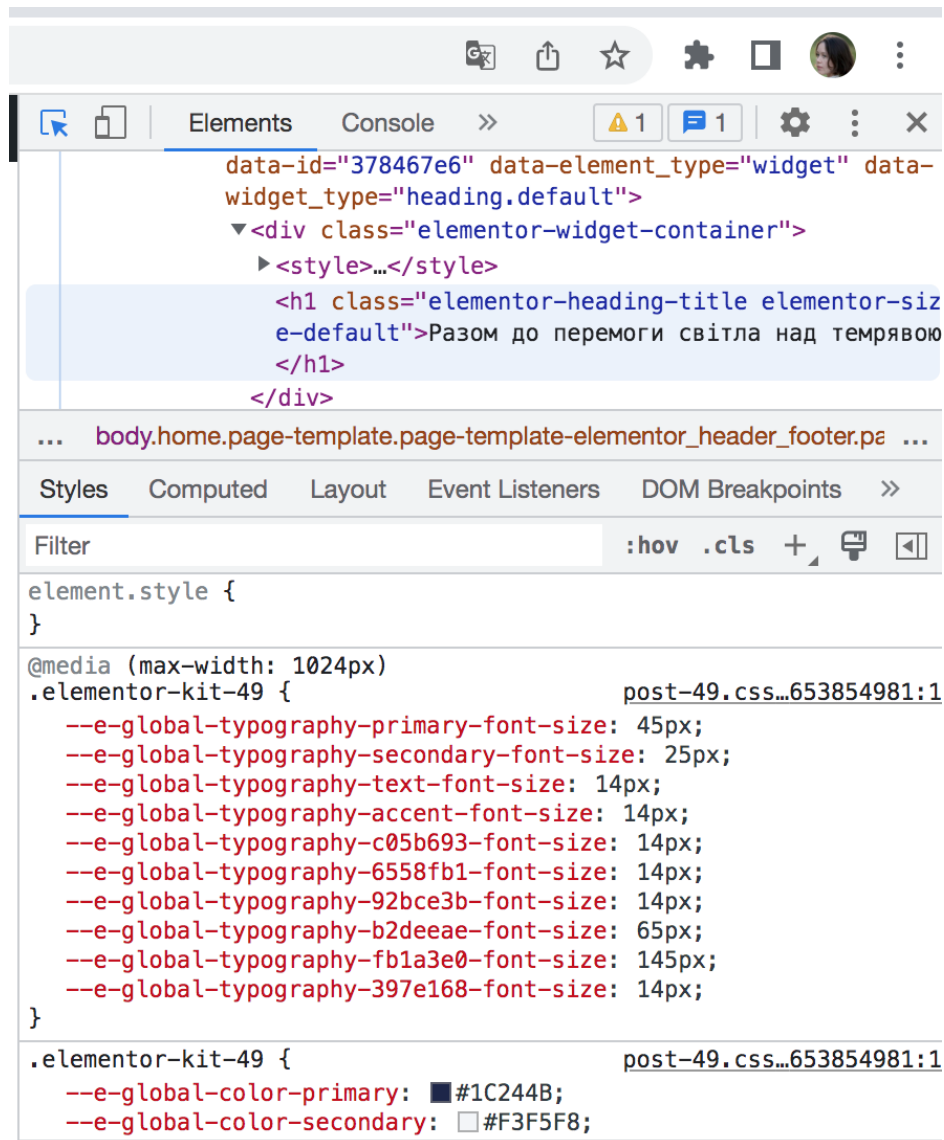 Elements Console » 1 1
data-id="378467e6" data-element_type="widget" data-
widget_type="heading.default">
▼<div class="elementor-widget-container">
▶<style>…</style>
<h1 class="elementor-heading-title elementor-siz
e-default">Разом до перемоги світла над темрявою
</h1>
</div>
... body.home.page-template.page-template-elementor_header_footer.pa ...
Styles Computed Layout Event Listeners DOM Breakpoints »
Filter :hov .cls +
element.style {
}
@media (max-width: 1024px)
.elementor-kit-49 { post-49.css…653854981:1
--e-global-typography-primary-font-size: 45px;
--e-global-typography-secondary-font-size: 25px;
--e-global-typography-text-font-size: 14px;
--e-global-typography-accent-font-size: 14px;
--e-global-typography-c05b693-font-size: 14px;
--e-global-typography-6558fb1-font-size: 14px;
--e-global-typography-92bce3b-font-size: 14px;
--e-global-typography-b2deeae-font-size: 65px;
--e-global-typography-fb1a3e0-font-size: 145px;
--e-global-typography-397e168-font-size: 14px;
}
.elementor-kit-49 { post-49.css…653854981:1
--e-global-color-primary: #1C244B;
--e-global-color-secondary: #F3F5F8;